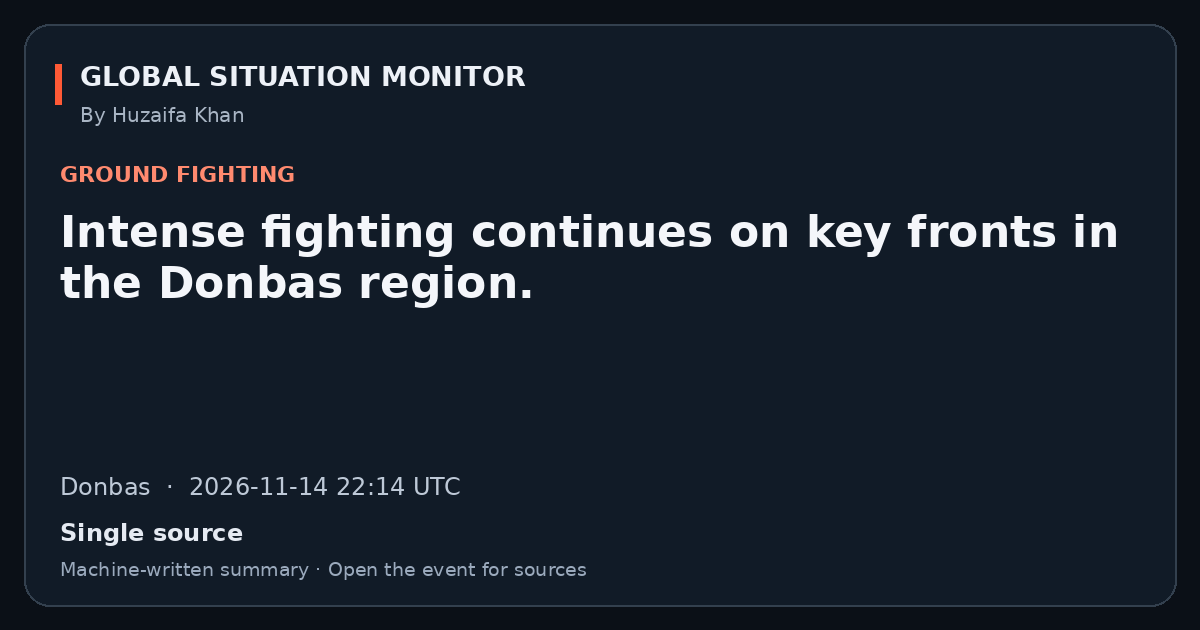 GLOBAL SITUATION MONITOR
By Huzaifa Khan
GROUND FIGHTING
Intense fighting continues on key fronts in
the Donbas region.
Donbas · 2026-11-14 22:14 UTC
Single source
Machine-written summary · Open the event for sources